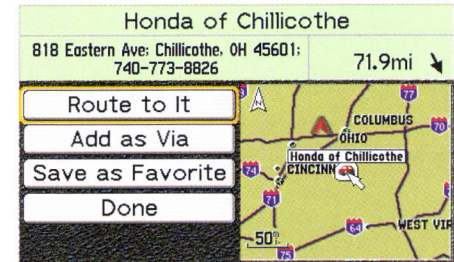 Honda of Chillicothe
818 Eastern Ave; Chillicothe, OH 45601;
740-773-8826
71.9mi
Route to It
Add as Via
Save as Favorite
Done
N
77
COLUMBUS
70
OHIO
Honda of Chillicothe
74
CINCINN
71
64
WEST VIR
50
75